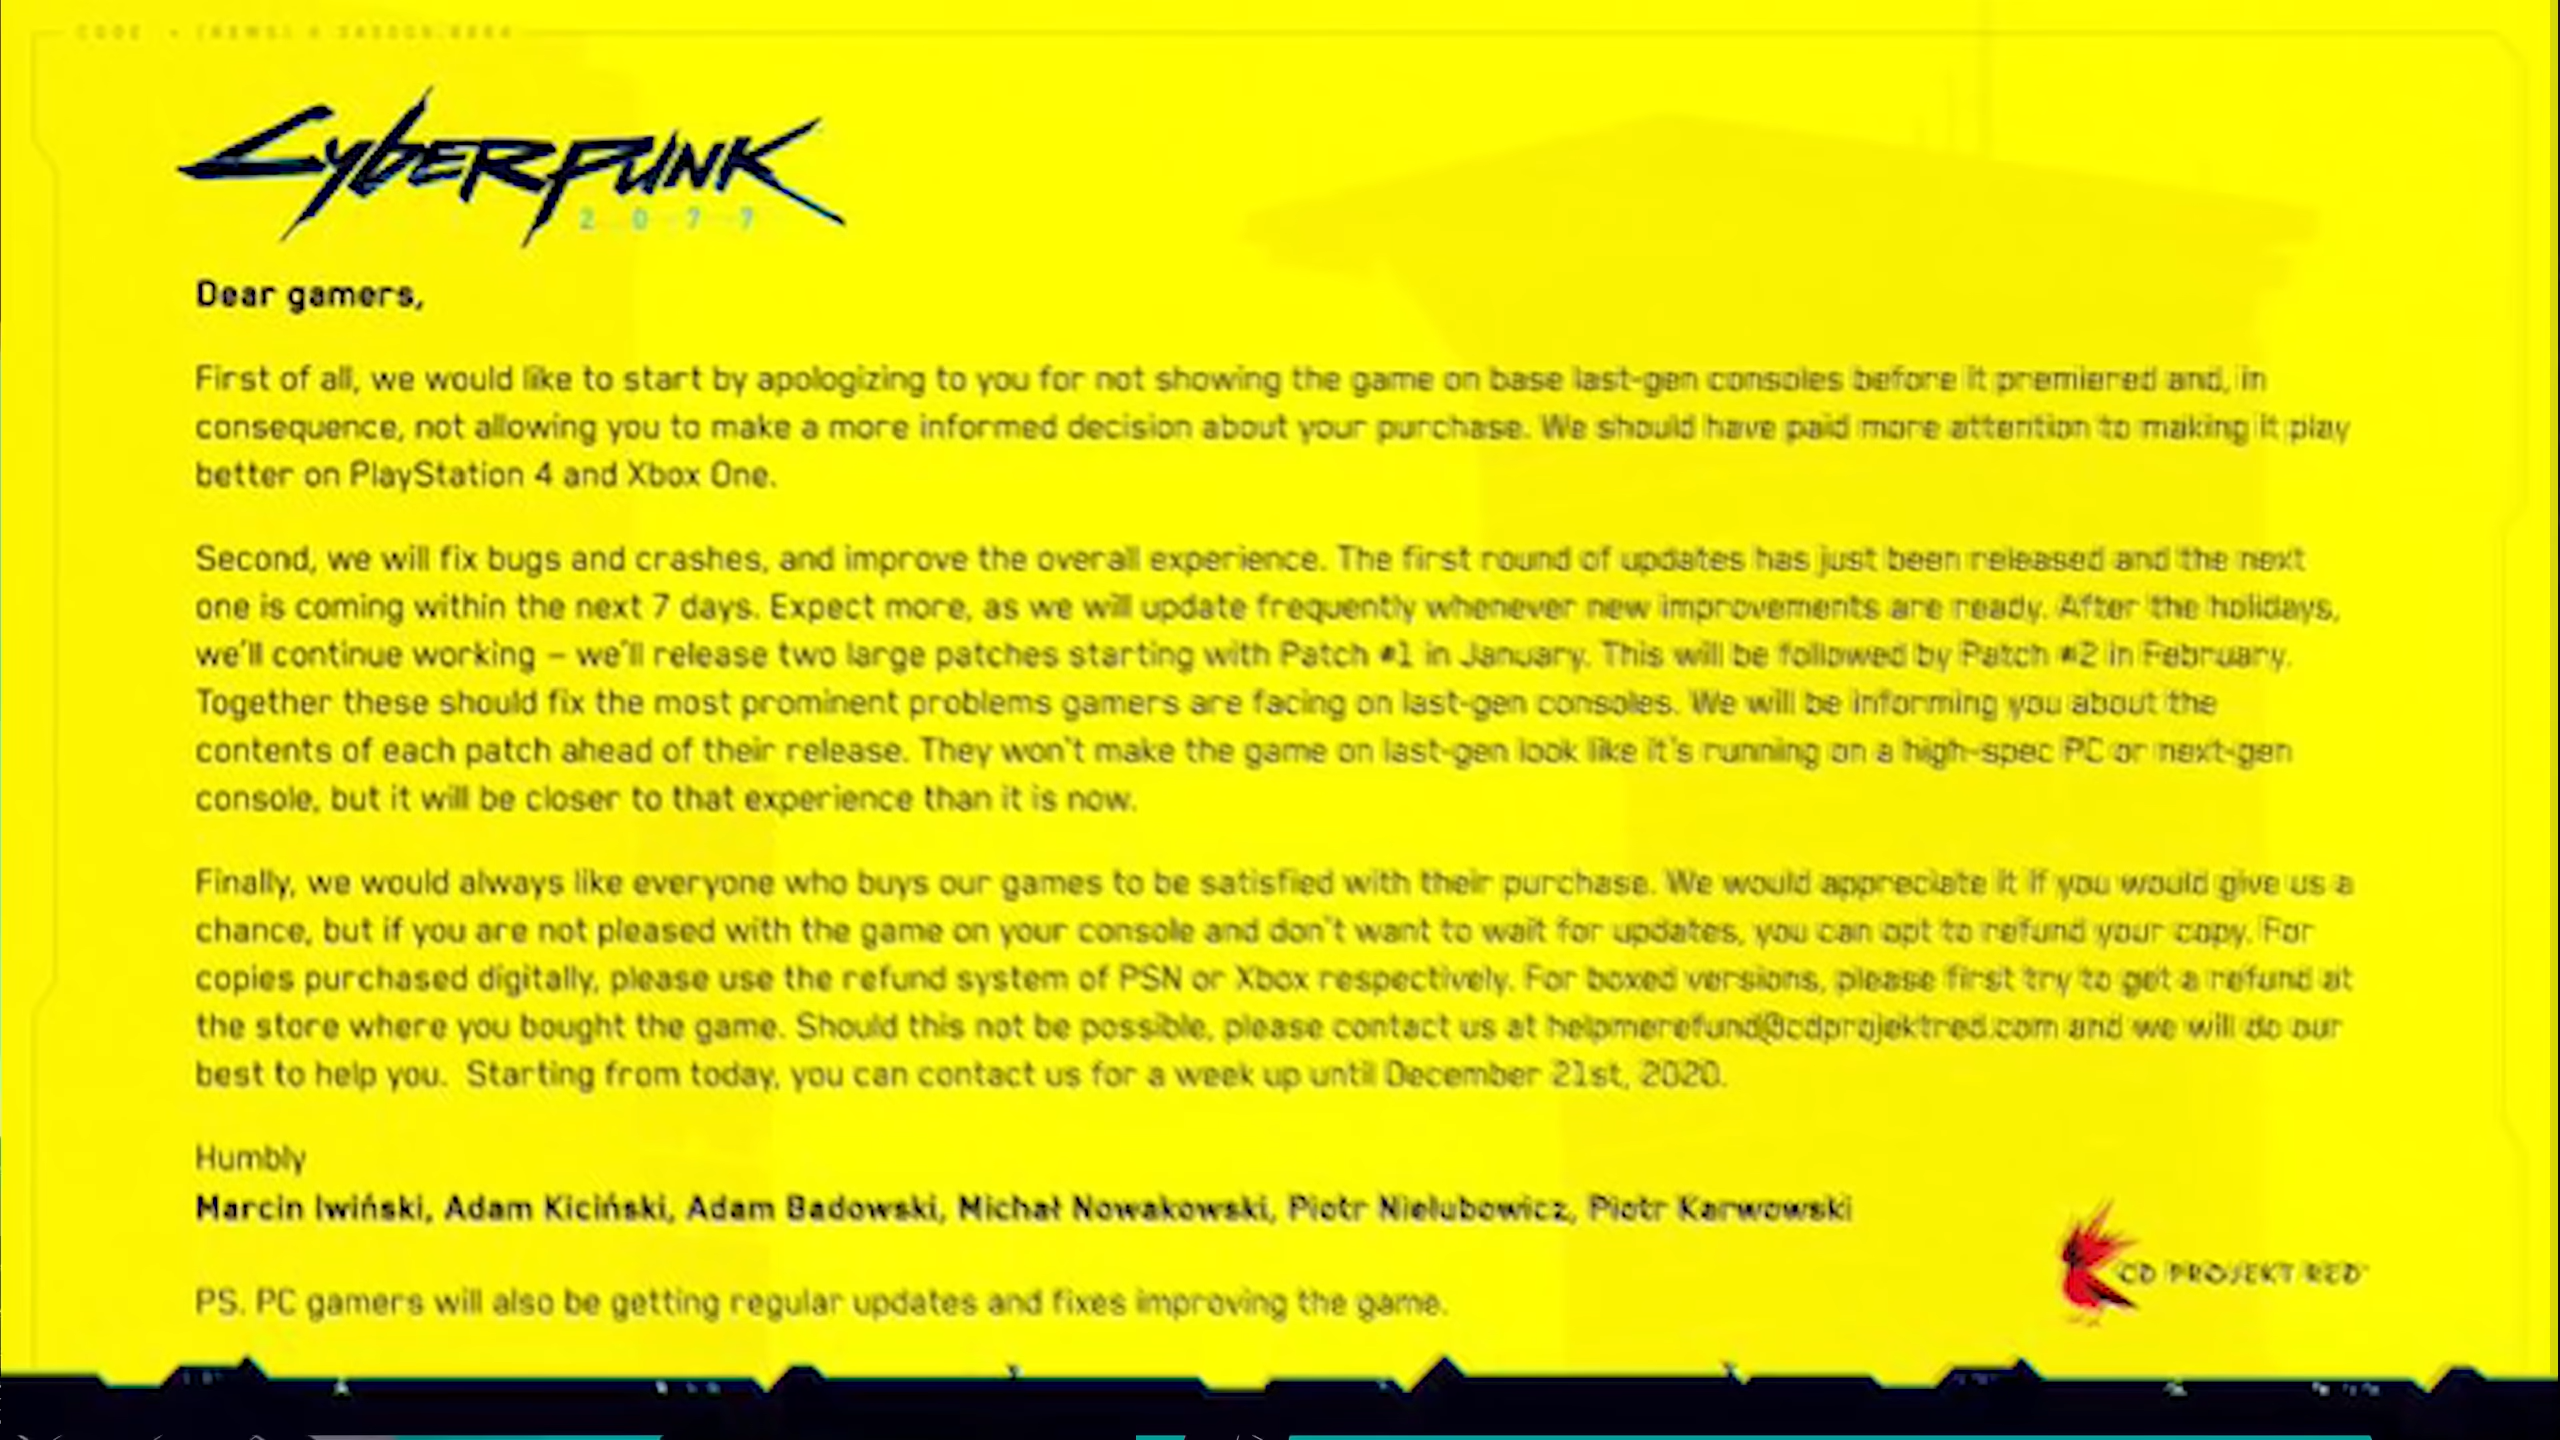 CYBERPUNK
2077
Dear gamers,
First of all, we would like to start by apologizing to you for not showing the game on base last-gen consoles before it premiered and, in
consequence, not allowing you to make a more informed decision about your purchase. We should have paid more attention to making it play
better on PlayStation 4 and Xbox One.
Second, we will fix bugs and crashes, and improve the overall experience. The first round of updates has just been released and the next
one is coming within the next 7 days. Expect more, as we will update frequently whenever new improvements are ready. After the holidays,
we'll continue working – we'll release two large patches starting with Patch #1 in January. This will be followed by Patch #2 in February.
Together these should fix the most prominent problems gamers are facing on last-gen consoles. We will be informing you about the
contents of each patch ahead of their release. They won't make the game on last-gen look like it's running on a high-spec PC or next-gen
console, but it will be closer to that experience than it is now.
Finally, we would always like everyone who buys our games to be satisfied with their purchase. We would appreciate it if you would give us a
chance, but if you are not pleased with the game on your console and don't want to wait for updates, you can opt to refund your copy. For
copies purchased digitally, please use the refund system of PSN or Xbox respectively. For boxed versions, please first try to get a refund at
the store where you bought the game. Should this not be possible, please contact us at helpmerefund@cdprojektred.com and we will do our
best to help you. Starting from today, you can contact us for a week up until December 21st, 2020.
Humbly
Marcin Iwiński, Adam Kiciński, Adam Badowski, Michał Nowakowski, Piotr Nielubowicz, Piotr Karwowski
CD PROJEKT RED
PS. PC gamers will also be getting regular updates and fixes improving the game.